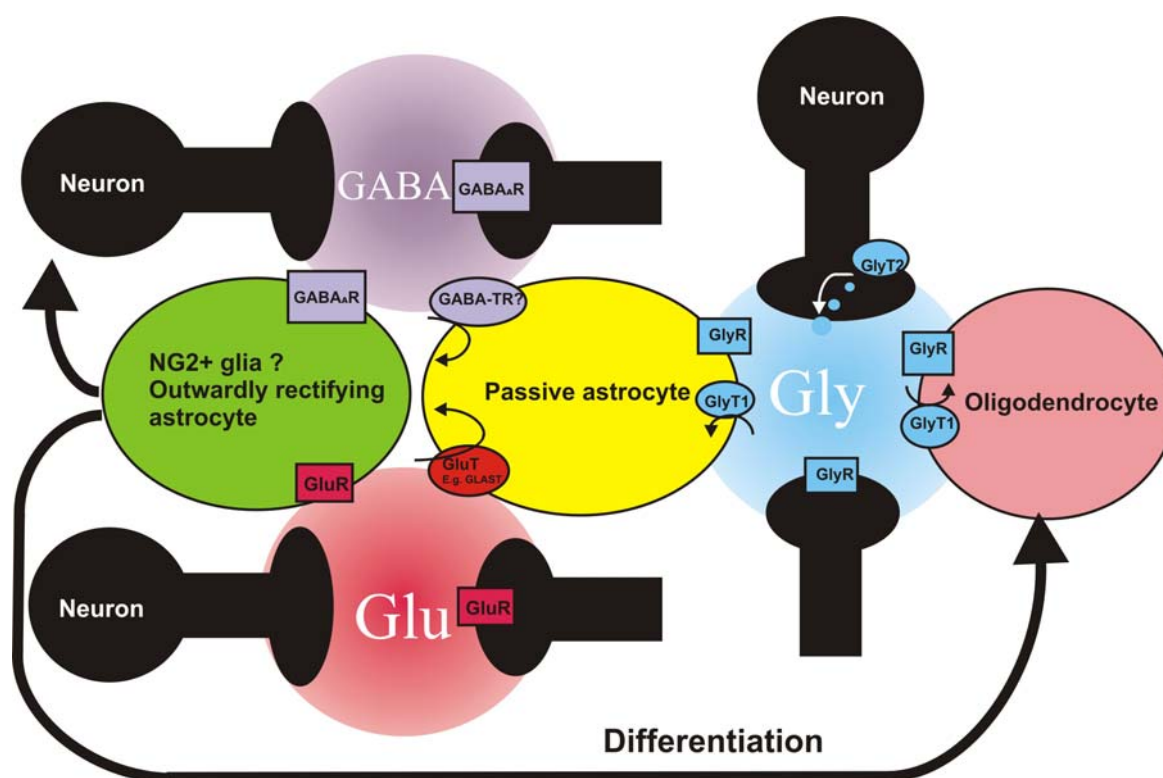 Neuron
GABA
GABAAR
Neuron
GlyT2
GABAAR
GABA-TR?
GlyR
GlyR
NG2+ glia ?
Outwardly rectifying
astrocyte
Passive astrocyte
GlyT1
Gly
Oligodendrocyte
GlyT1
GluR
GluT
E.g. GLAST
GlyR
Neuron
Glu
GluR
Differentiation